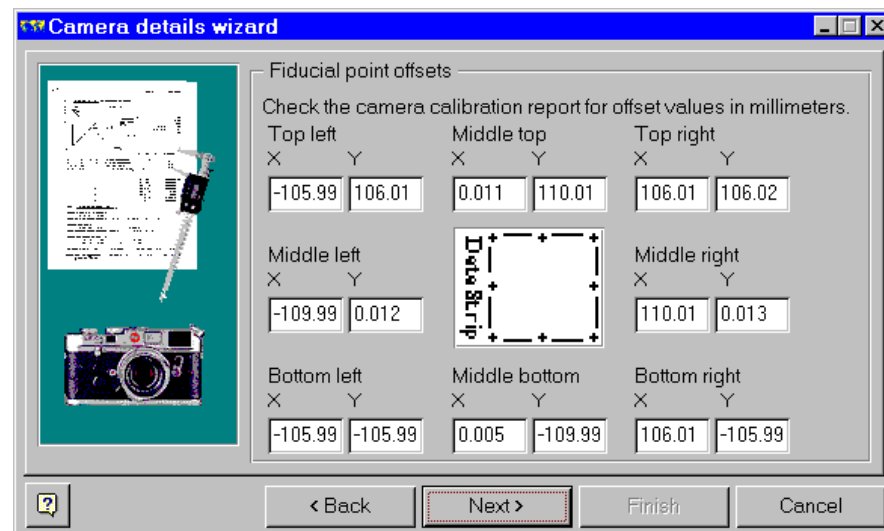 Camera details wizard
Fiducial point offsets
Check the camera calibration report for offset values in millimeters.
Top left Middle top Top right
X Y X Y X Y
-105.99 106.01 0.011 110.01 106.01 106.02
Middle left Middle right
X Y X Y
-109.99 0.012 110.01 0.013
Data Strip
Bottom left Middle bottom Bottom right
X Y X Y X Y
-105.99 -105.99 0.005 -109.99 106.01 -105.99
? < Back Next > Finish Cancel